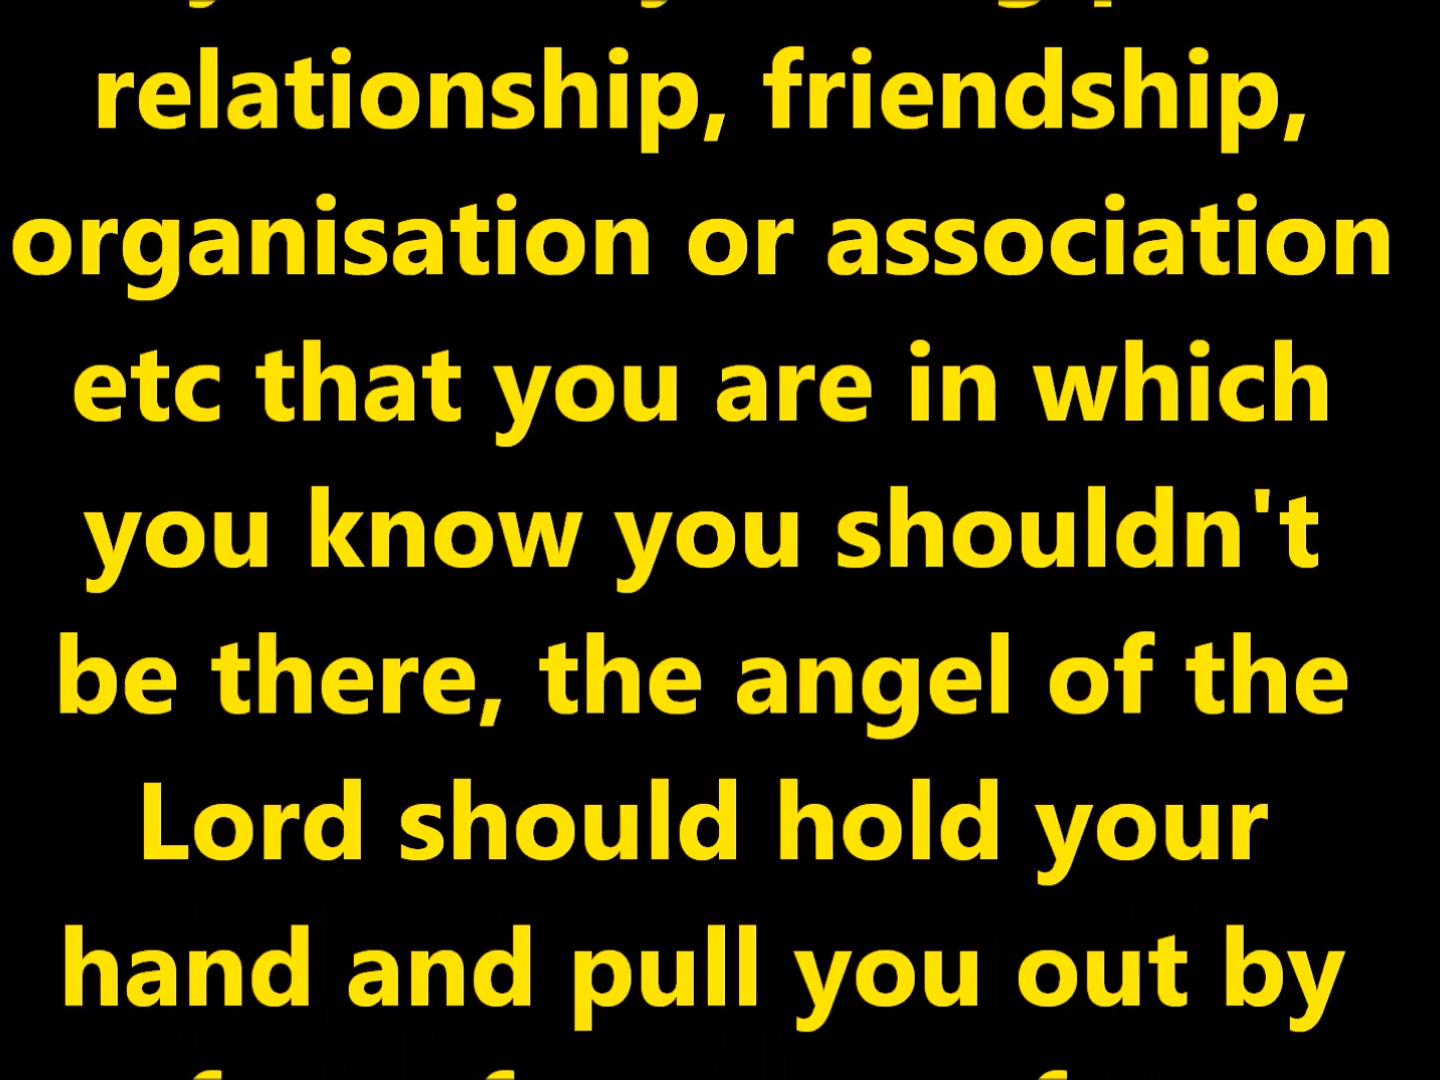 relationship, friendship,
organisation or association
etc that you are in which
you know you shouldn't
be there, the angel of the
Lord should hold your
hand and pull you out by